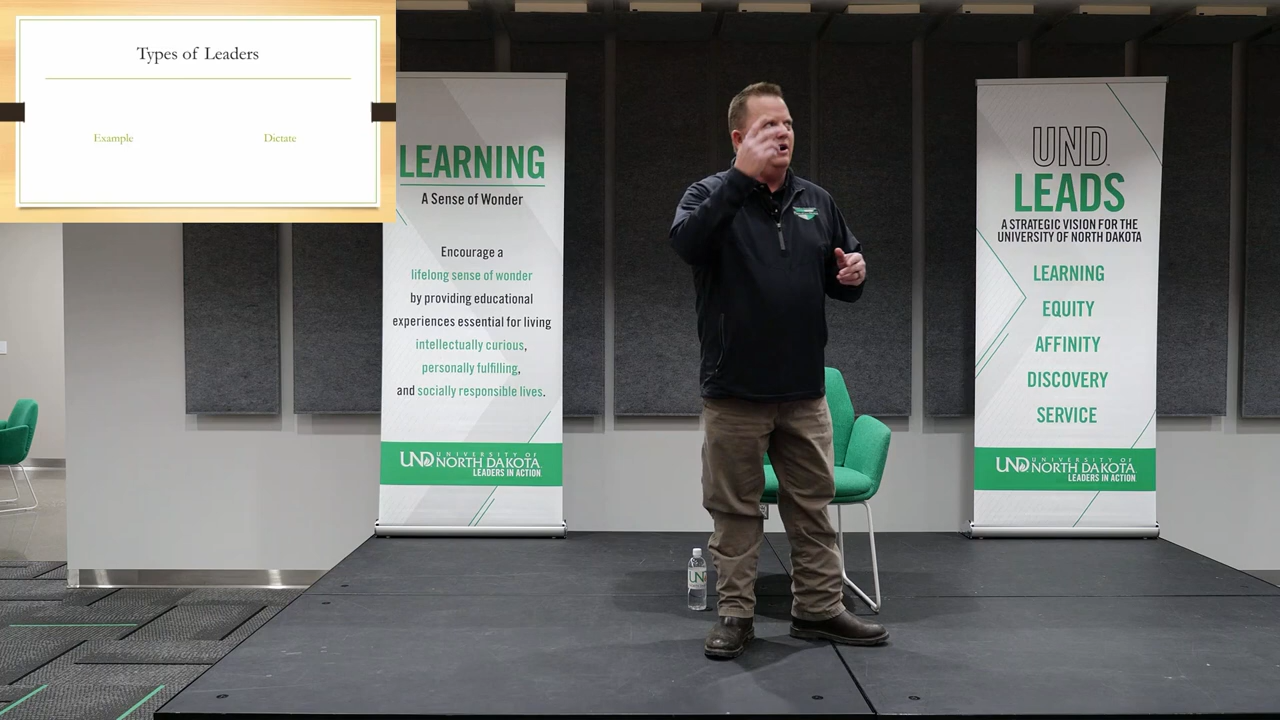 Types of Leaders
Example
Dictate
LEARNING
A Sense of Wonder
Encourage a
lifelong sense of wonder
by providing educational
experiences essential for living
intellectually curious,
personally fulfilling,
and socially responsible lives.
UND UNIVERSITY OF
NORTH DAKOTA
LEADERS IN ACTION
UND
LEADS
A STRATEGIC VISION FOR THE
UNIVERSITY OF NORTH DAKOTA
LEARNING
EQUITY
AFFINITY
DISCOVERY
SERVICE
UND UNIVERSITY OF
NORTH DAKOTA
LEADERS IN ACTION
UND